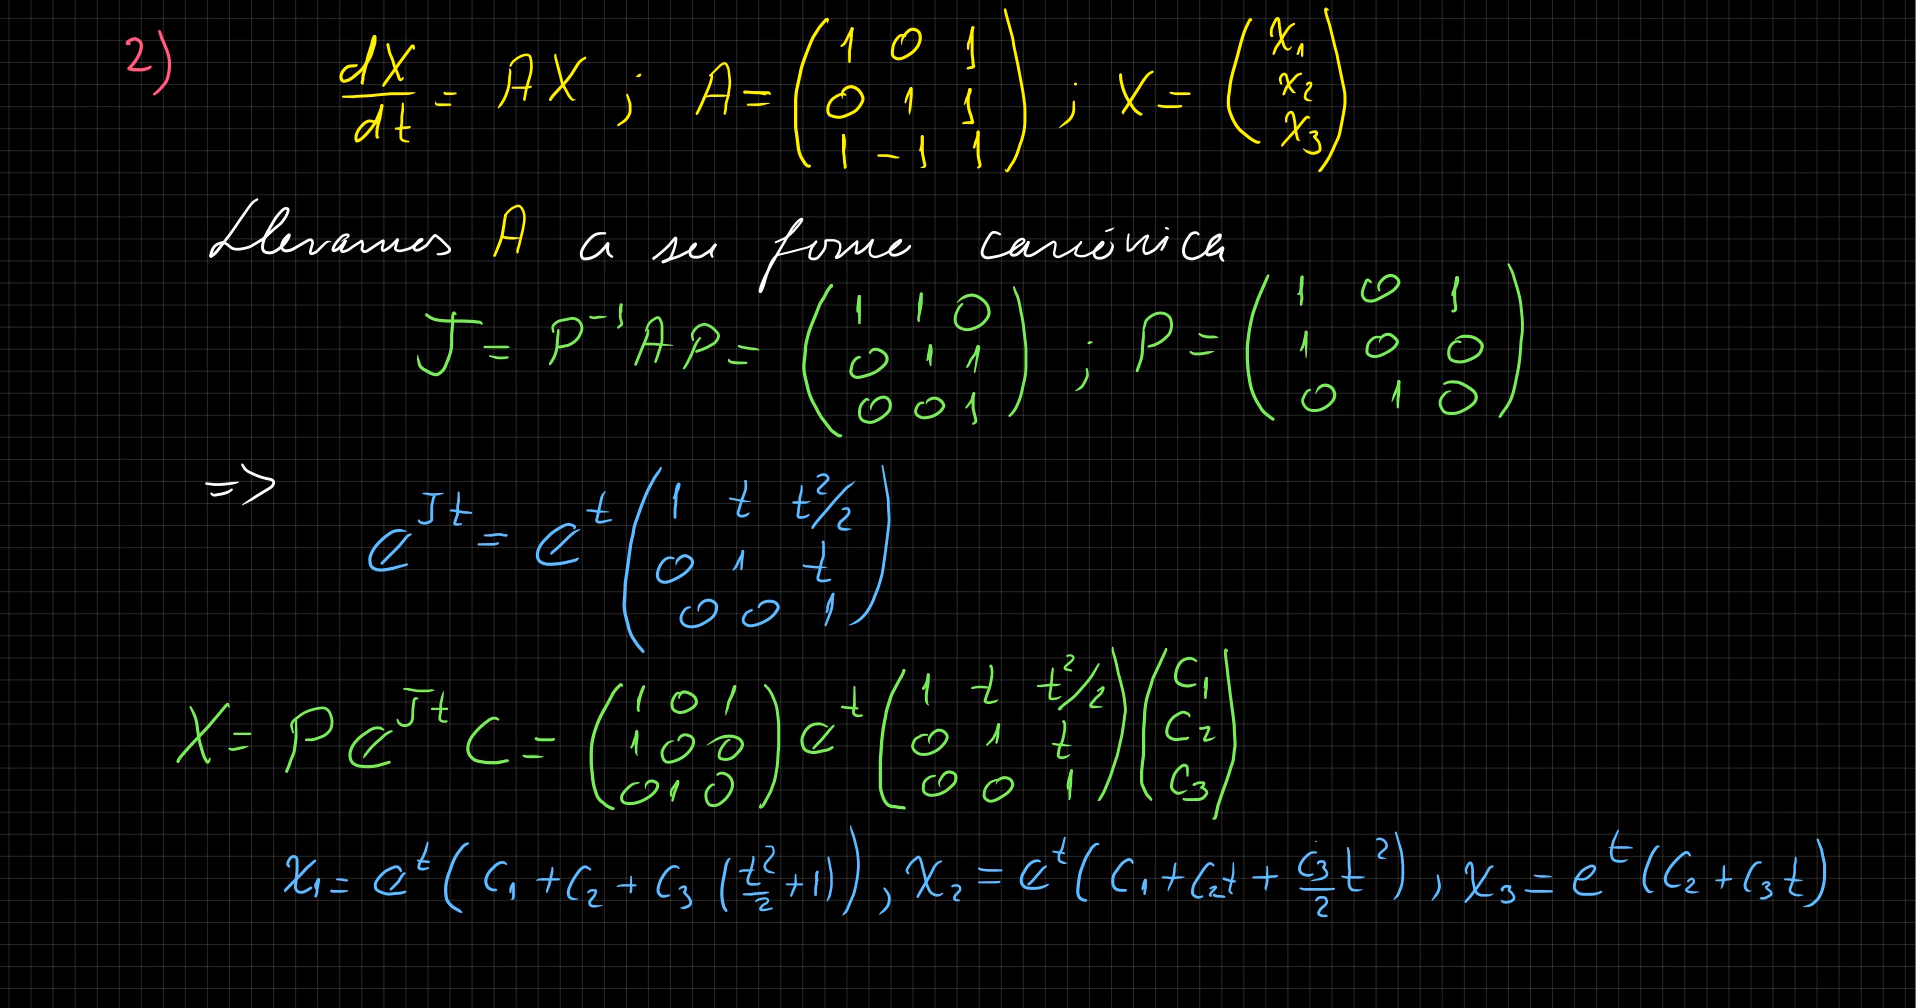 2) dX/dt = AX ; A = (1 0 1; 0 1 1; 1 -1 1) ; X = (x₁; x₂; x₃)
Llevamos A a su forma canónica
J = P⁻¹AP = (1 1 0; 0 1 1; 0 0 1) ; P = (1 0 1; 1 0 0; 0 1 0)
=> e^{Jt} = e^t (1 t t²/2; 0 1 t; 0 0 1)
X = P e^{Jt} C = (1 0 1; 1 0 0; 0 1 0) e^t (1 t t²/2; 0 1 t; 0 0 1) (C₁; C₂; C₃)
x₁ = e^t (C₁ + C₂ + C₃ (t²/2 + 1)), x₂ = e^t (C₁ + C₂t + C₃/2 t²), x₃ = e^t (C₂ + C₃t)